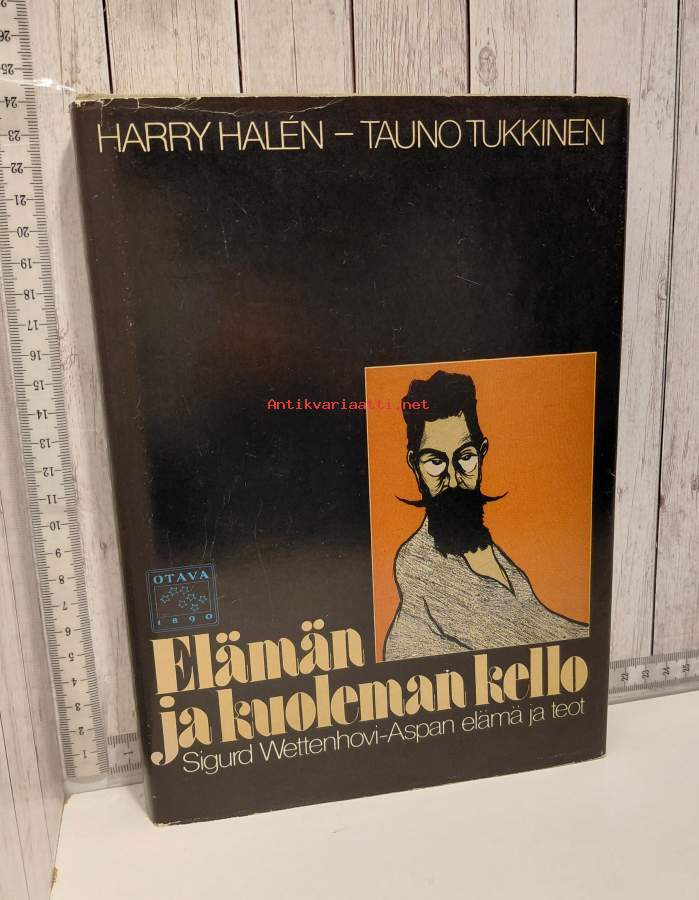 HARRY HALÉN – TAUNO TUKKINEN
Antikvariaatti.net
OTAVA
1890
Elämän
ja kuoleman kello
Sigurd Wettenhovi-Aspan elämä ja teot